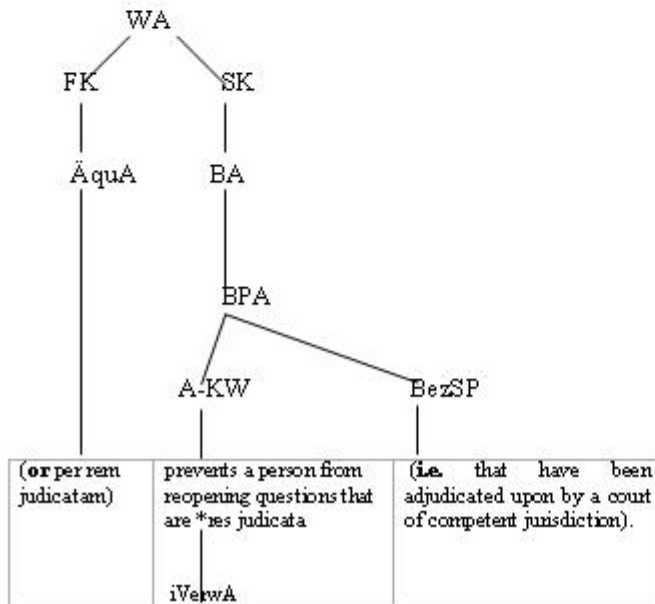 WA
FK SK
ÄquA BA
BPA
A-KW BezSP
(or per rem
judicatam)
prevents a person from
reopening questions that
are *res judicata
iVerwA
(i.e. that have been
adjudicated upon by a court
of competent jurisdiction).